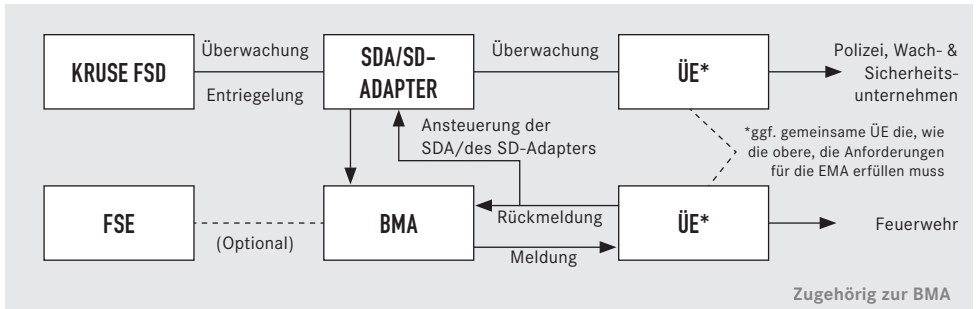 KRUSE FSD
Überwachung
Entriegelung
SDA/SD-
ADAPTER
Überwachung
ÜE*
Polizei, Wach- &
Sicherheits-
unternehmen
Ansteuerung der
SDA/des SD-Adapters
*ggf. gemeinsame ÜE die, wie
die obere, die Anforderungen
für die EMA erfüllen muss
FSE
(Optional)
BMA
Rückmeldung
Meldung
ÜE*
Feuerwehr
Zugehörig zur BMA